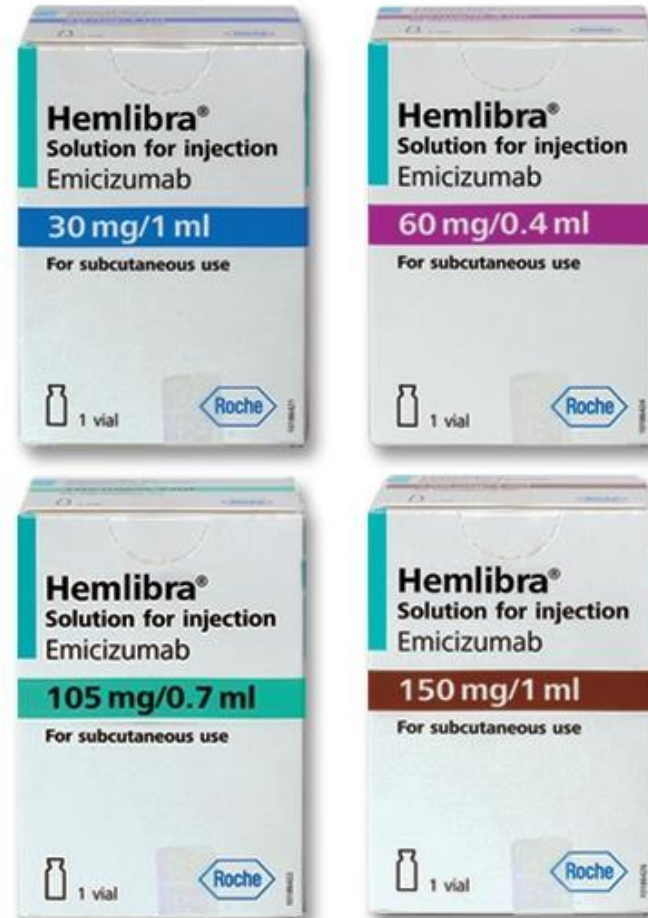 Hemlibra®
Solution for injection
Emicizumab
30 mg/1 ml
For subcutaneous use
1 vial
Roche
Hemlibra®
Solution for injection
Emicizumab
60 mg/0.4 ml
For subcutaneous use
1 vial
Roche
Hemlibra®
Solution for injection
Emicizumab
105 mg/0.7 ml
For subcutaneous use
1 vial
Roche
Hemlibra®
Solution for injection
Emicizumab
150 mg/1 ml
For subcutaneous use
1 vial
Roche